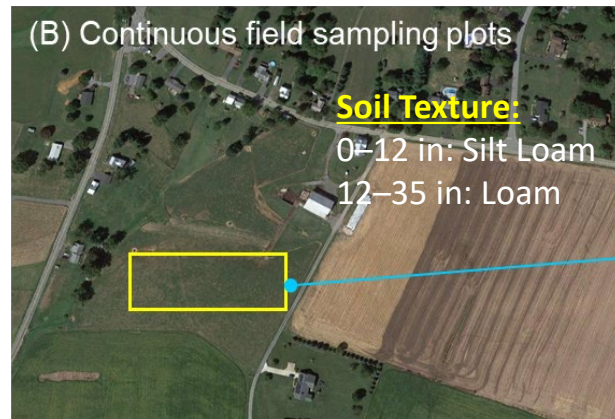 (B) Continuous field sampling plots
Soil Texture:
0–12 in: Silt Loam
12–35 in: Loam